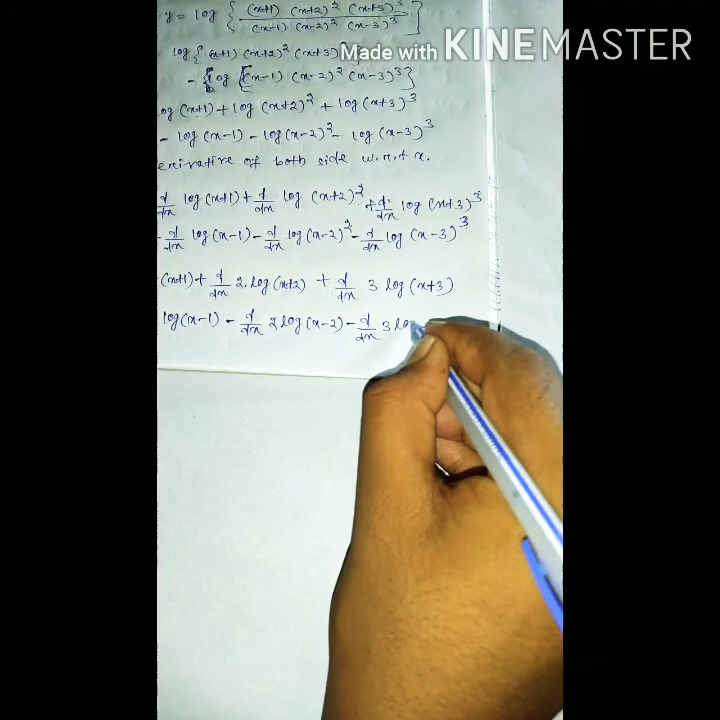 y = log { (x+1) (x+2)² (x+3)³ / (x-1) (x-2)² (x-3)³ }
Made with KINEMASTER
log { (x+1) (x+2)² (x+3)
- {log (x-1) (x-2)² (x-3)³}
og (x+1) + log (x+2)² + log (x+3)³
- log (x-1) - log (x-2)² - log (x-3)³
erivative of both side w.r.t x.
d/dx log (x+1) + d/dx log (x+2)² + d/dx log (x+3)³
- d/dx log (x-1) - d/dx log (x-2)² - d/dx log (x-3)³
(x+1) + d/dx 2.log (x+2) + d/dx 3 log (x+3)
log (x-1) - d/dx 2 log (x-2) - d/dx 3 lo